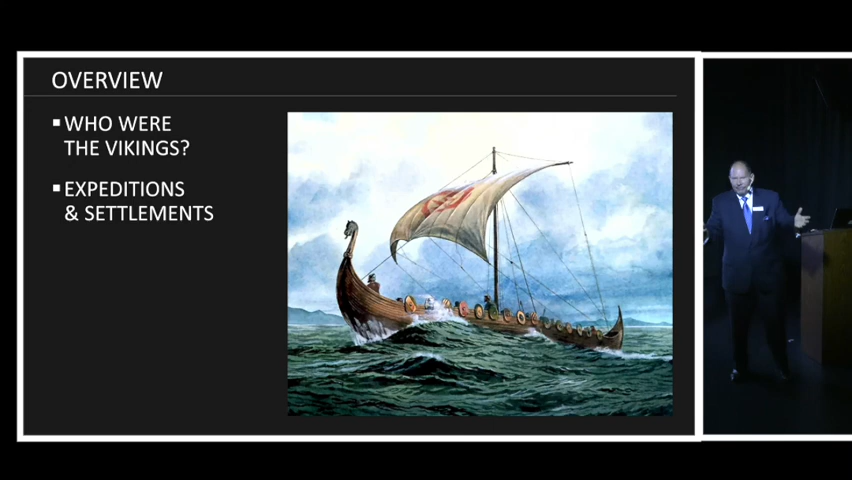 OVERVIEW
▪WHO WERE
THE VIKINGS?
▪EXPEDITIONS
& SETTLEMENTS